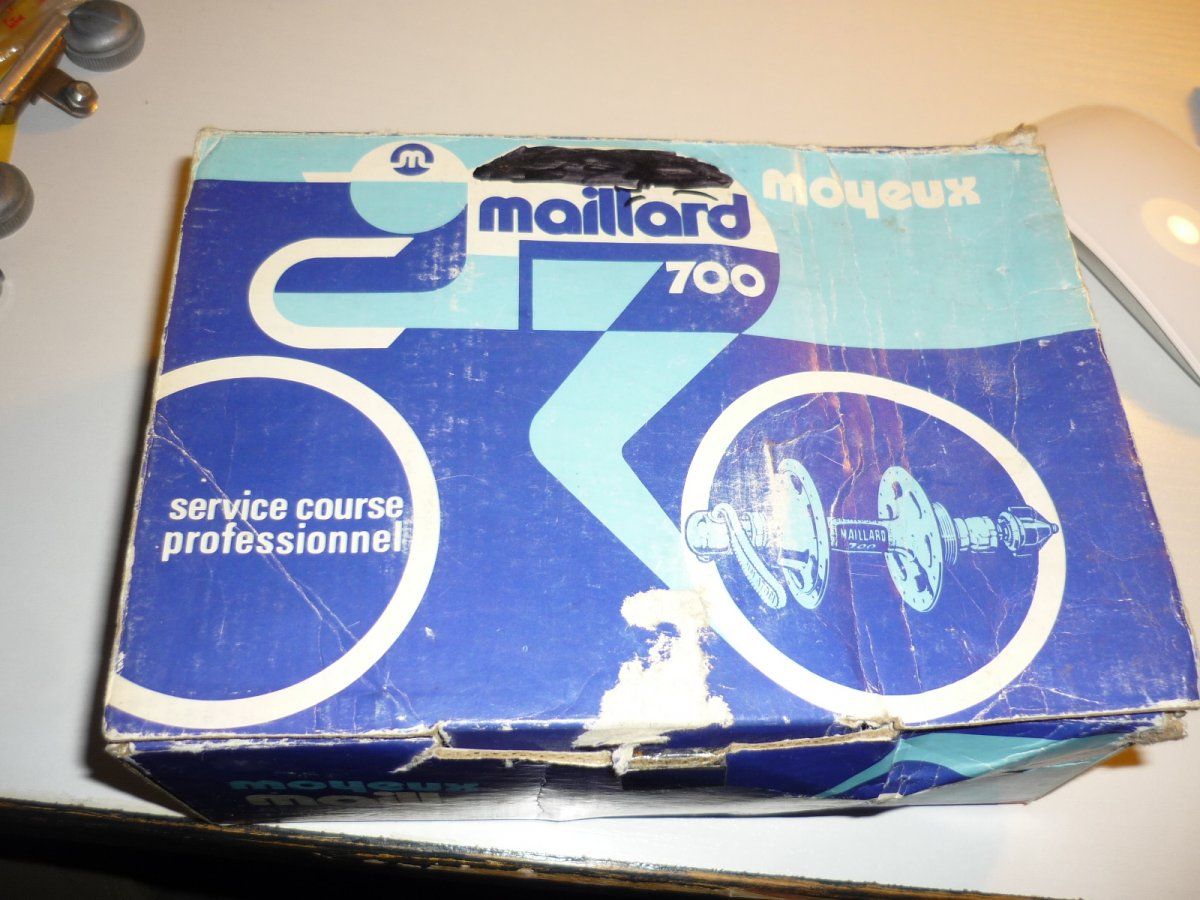 m
maillard
moyeux
700
service course
professionnel
MAILLARD
700
moyeux